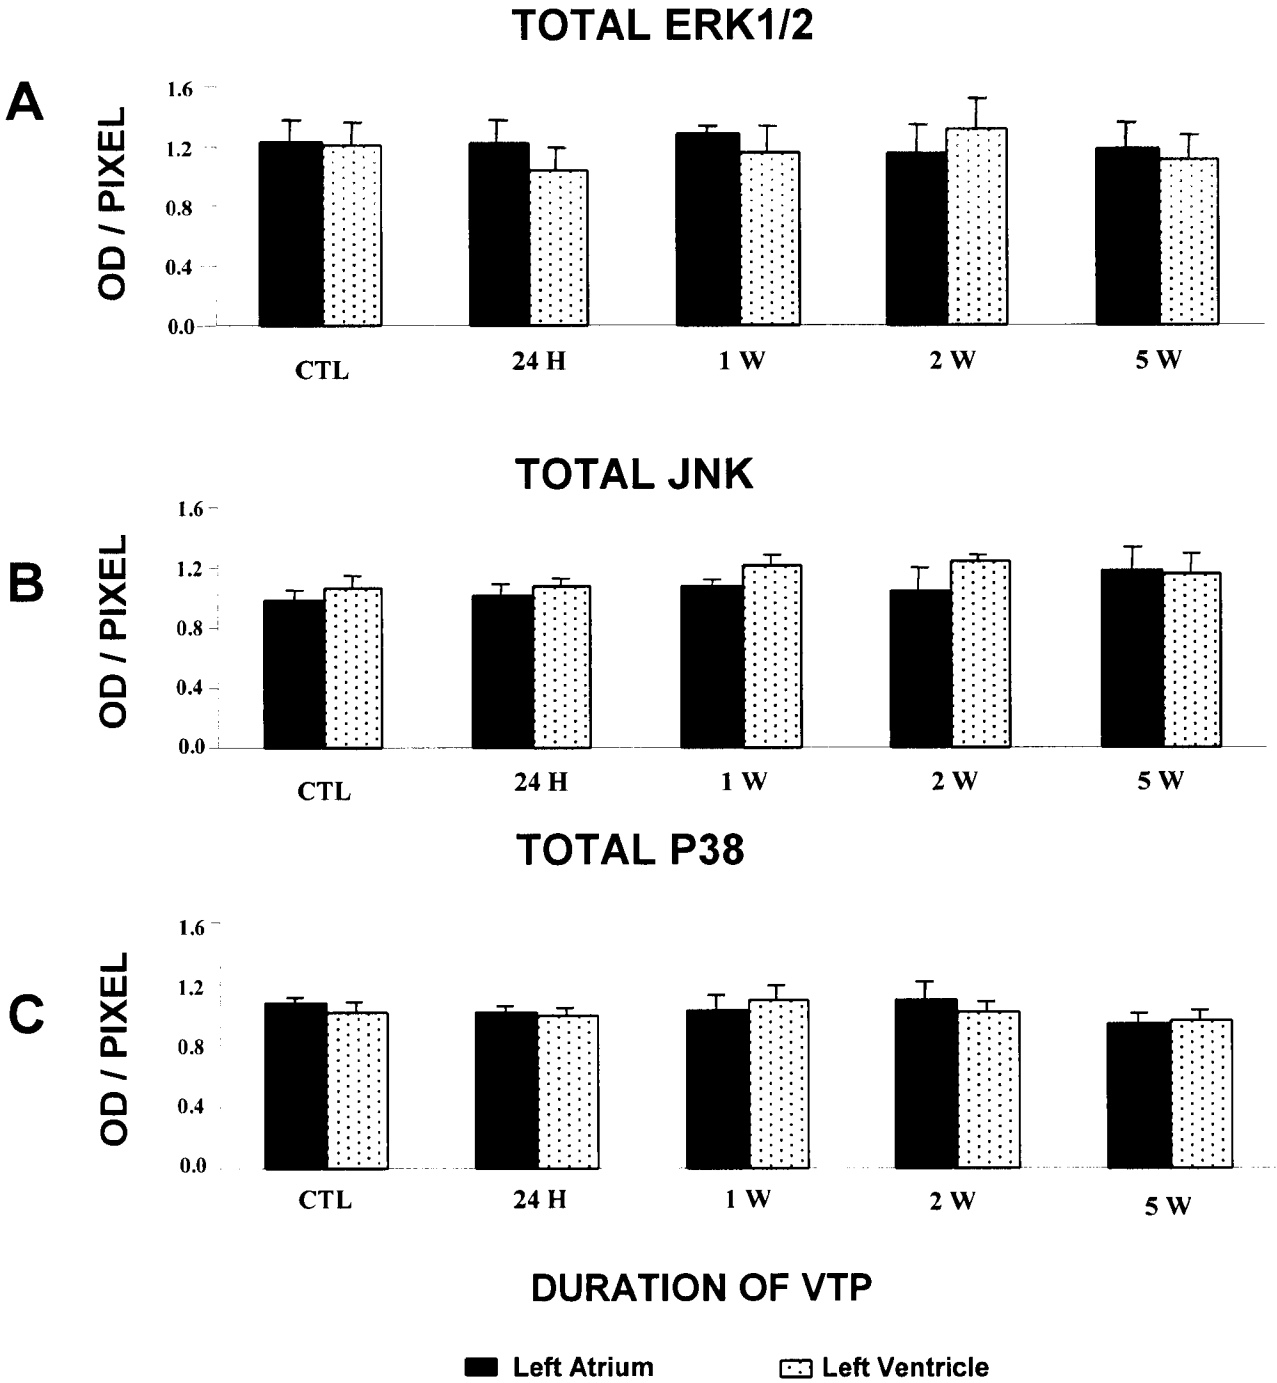 TOTAL ERK1/2
A
OD / PIXEL
1.6
1.2
0.8
0.4
0.0
CTL 24 H 1 W 2 W 5 W
TOTAL JNK
B
OD / PIXEL
1.6
1.2
0.8
0.4
0.0
CTL 24 H 1 W 2 W 5 W
TOTAL P38
C
OD / PIXEL
1.6
1.2
0.8
0.4
0.0
CTL 24 H 1 W 2 W 5 W
DURATION OF VTP
Left Atrium Left Ventricle